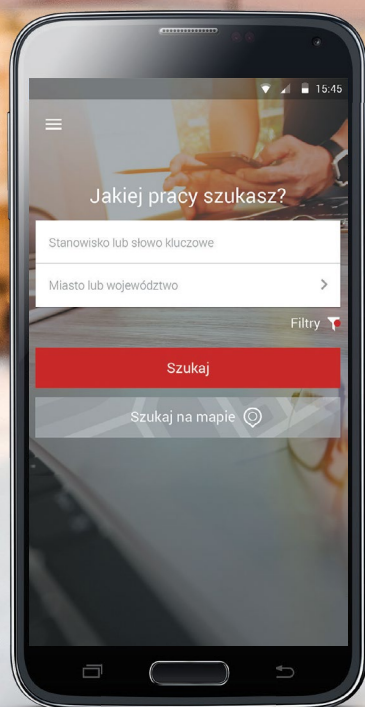 15:45
Jakiej pracy szukasz?
Stanowisko lub słowo kluczowe
Miasto lub województwo
Filtry
Szukaj
Szukaj na mapie